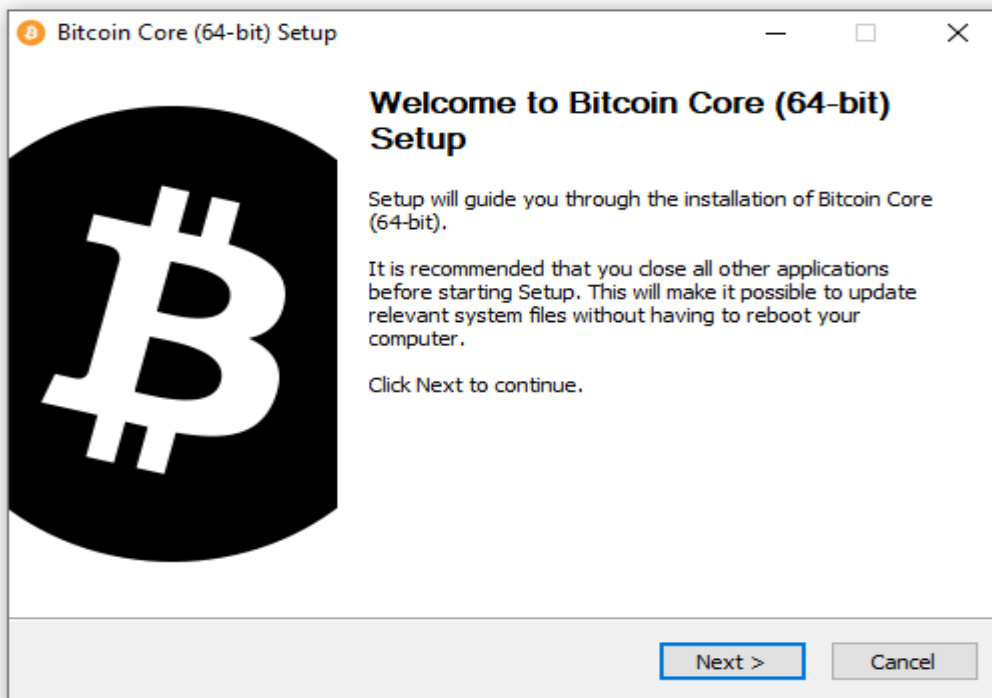 Bitcoin Core (64-bit) Setup
Welcome to Bitcoin Core (64-bit)
Setup
Setup will guide you through the installation of Bitcoin Core
(64-bit).
It is recommended that you close all other applications
before starting Setup. This will make it possible to update
relevant system files without having to reboot your
computer.
Click Next to continue.
Next >
Cancel